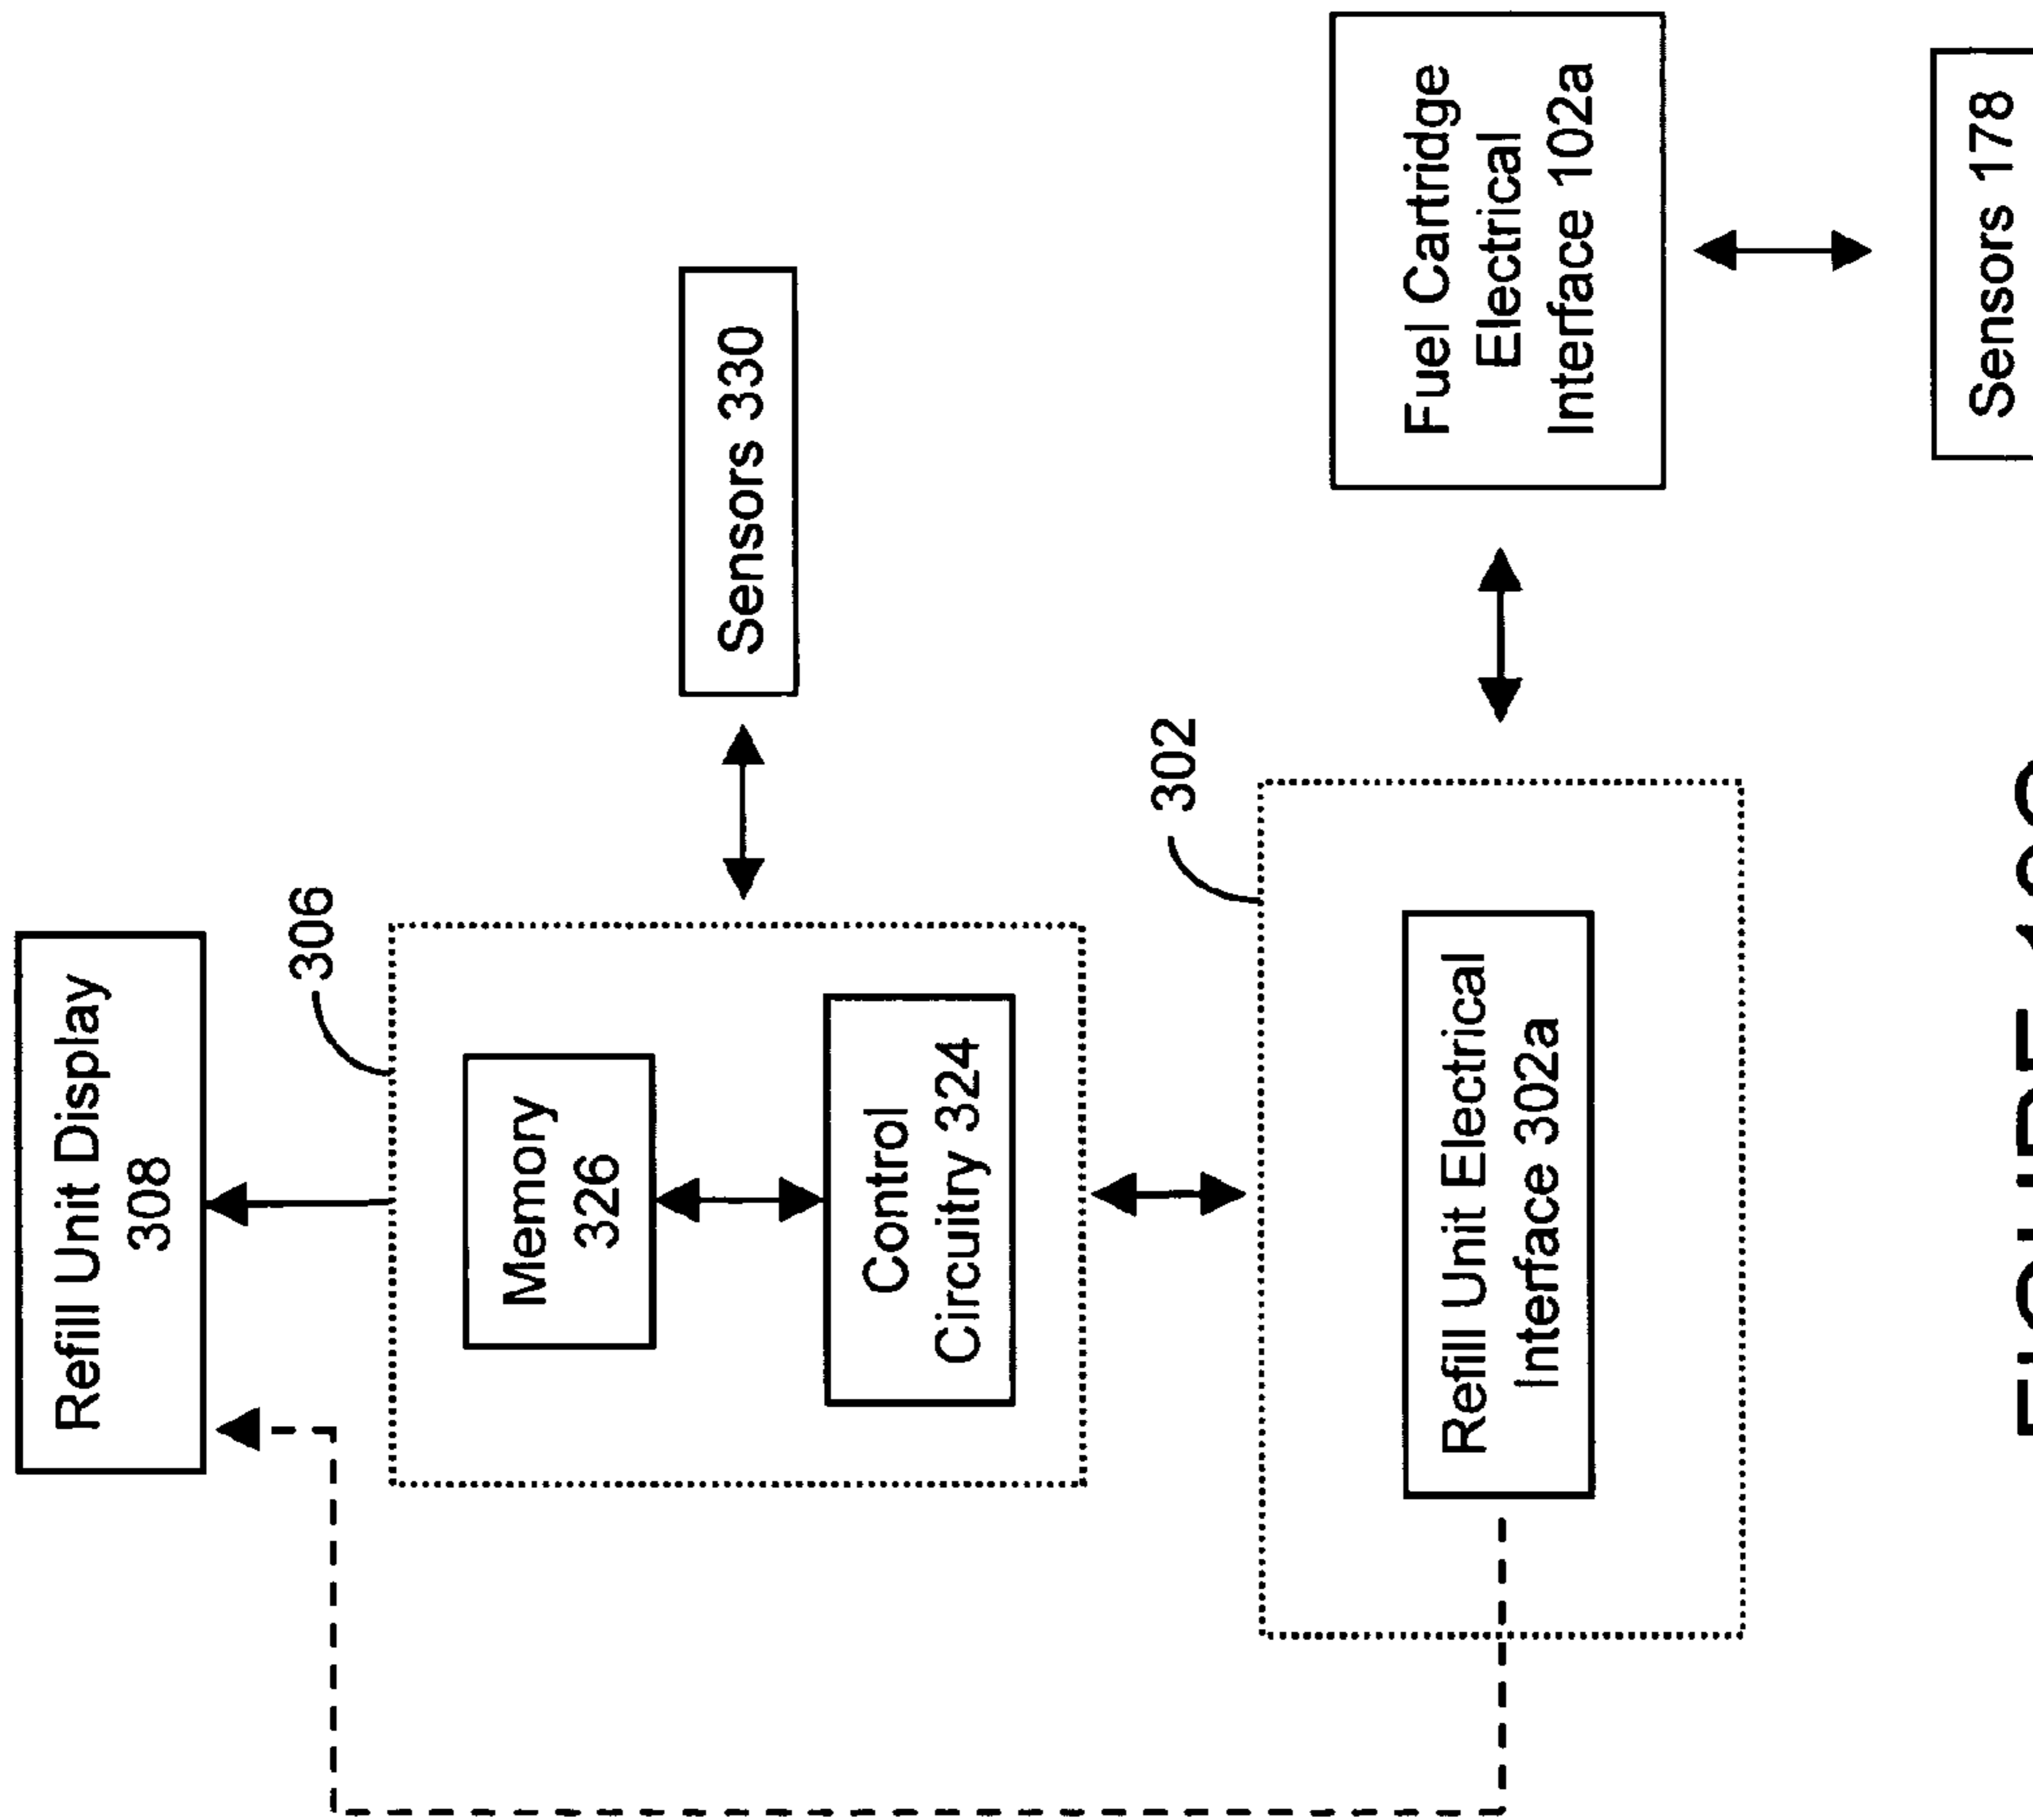 Refill Unit Display
308
306
Memory
326
Control
Circuitry 324
Sensors 330
302
Refill Unit Electrical
Interface 302a
Fuel Cartridge
Electrical
Interface 102a
Sensors 178